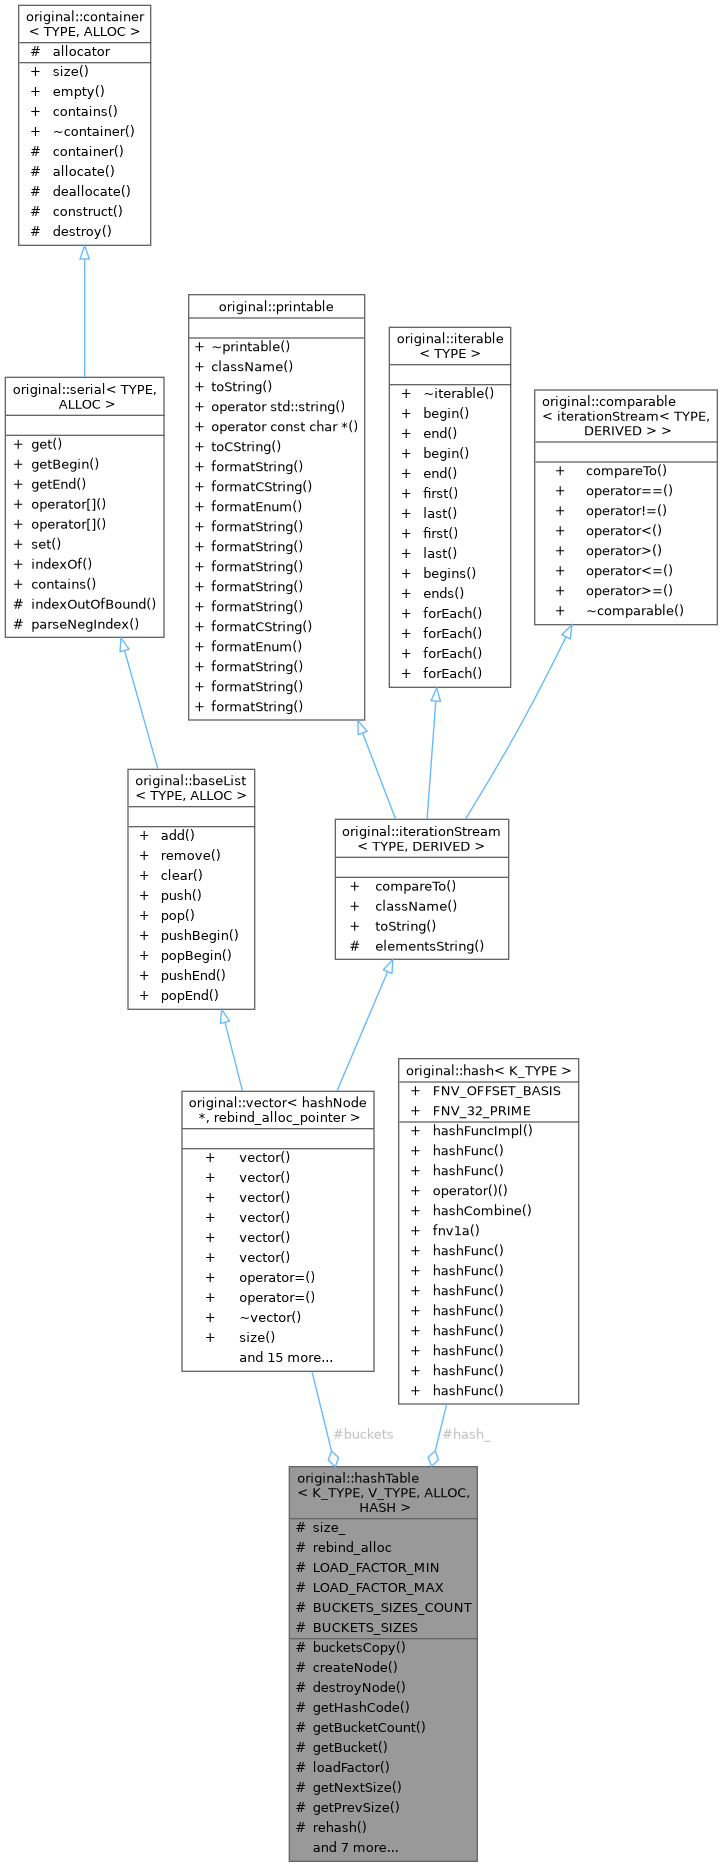 original::container
< TYPE, ALLOC >
# allocator
+ size()
+ empty()
+ contains()
+ ~container()
# container()
# allocate()
# deallocate()
# construct()
# destroy()
original::serial< TYPE,
ALLOC >
+ get()
+ getBegin()
+ getEnd()
+ operator[]()
+ operator[]()
+ set()
+ indexOf()
+ contains()
# indexOutOfBound()
# parseNegIndex()
original::printable
+ ~printable()
+ className()
+ toString()
+ operator std::string()
+ operator const char *()
+ toCString()
+ formatString()
+ formatCString()
+ formatEnum()
+ formatString()
+ formatString()
+ formatString()
+ formatString()
+ formatString()
+ formatCString()
+ formatEnum()
+ formatString()
+ formatString()
+ formatString()
original::iterable
< TYPE >
+ ~iterable()
+ begin()
+ end()
+ begin()
+ end()
+ first()
+ last()
+ first()
+ last()
+ begins()
+ ends()
+ forEach()
+ forEach()
+ forEach()
+ forEach()
original::comparable
< iterationStream< TYPE,
DERIVED > >
+ compareTo()
+ operator==()
+ operator!=()
+ operator<()
+ operator>()
+ operator<=()
+ operator>=()
+ ~comparable()
original::baseList
< TYPE, ALLOC >
+ add()
+ remove()
+ clear()
+ push()
+ pop()
+ pushBegin()
+ popBegin()
+ pushEnd()
+ popEnd()
original::iterationStream
< TYPE, DERIVED >
+ compareTo()
+ className()
+ toString()
# elementsString()
original::vector< hashNode
*, rebind_alloc_pointer >
+ vector()
+ vector()
+ vector()
+ vector()
+ vector()
+ vector()
+ operator=()
+ operator=()
+ ~vector()
+ size()
and 15 more...
original::hash< K_TYPE >
+ FNV_OFFSET_BASIS
+ FNV_32_PRIME
+ hashFuncImpl()
+ hashFunc()
+ hashFunc()
+ operator()()
+ hashCombine()
+ fnv1a()
+ hashFunc()
+ hashFunc()
+ hashFunc()
+ hashFunc()
+ hashFunc()
+ hashFunc()
+ hashFunc()
+ hashFunc()
#buckets
#hash_
original::hashTable
< K_TYPE, V_TYPE, ALLOC,
HASH >
# size_
# rebind_alloc
# LOAD_FACTOR_MIN
# LOAD_FACTOR_MAX
# BUCKETS_SIZES_COUNT
# BUCKETS_SIZES
# bucketsCopy()
# createNode()
# destroyNode()
# getHashCode()
# getBucketCount()
# getBucket()
# loadFactor()
# getNextSize()
# getPrevSize()
# rehash()
and 7 more...